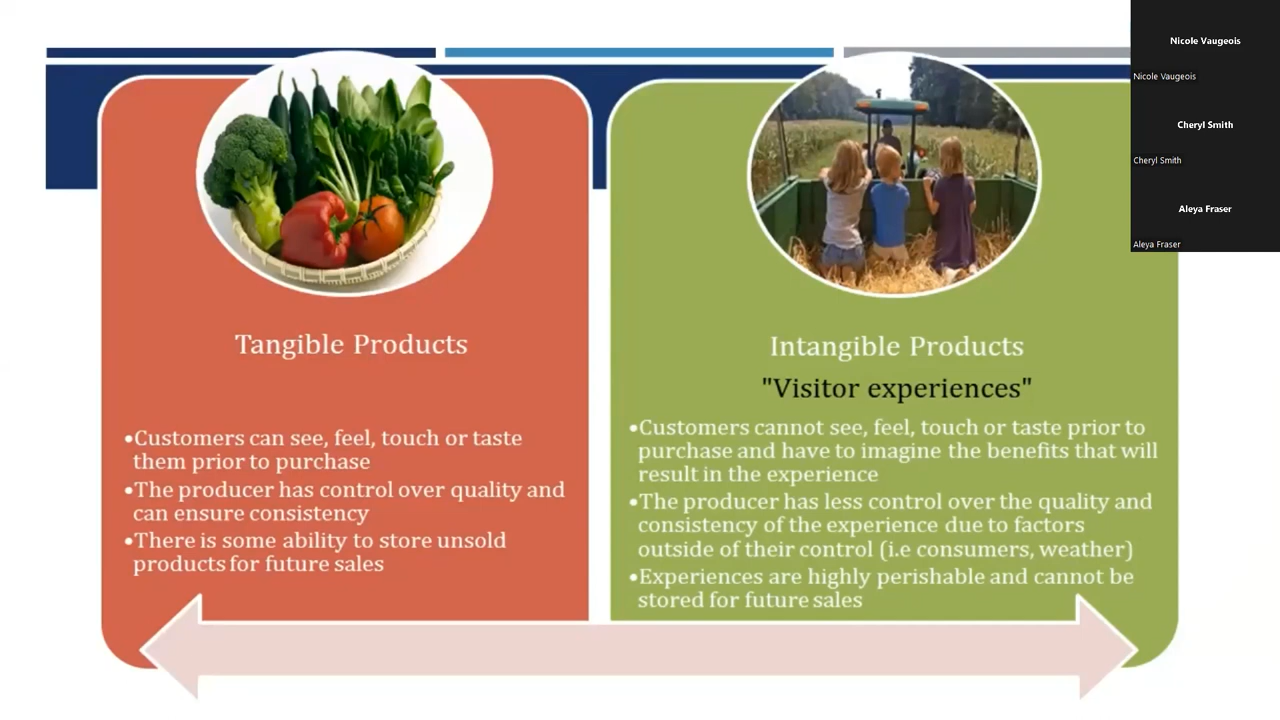 Tangible Products
•Customers can see, feel, touch or taste
them prior to purchase
•The producer has control over quality and
can ensure consistency
•There is some ability to store unsold
products for future sales
Intangible Products
"Visitor experiences"
•Customers cannot see, feel, touch or taste prior to
purchase and have to imagine the benefits that will
result in the experience
•The producer has less control over the quality and
consistency of the experience due to factors
outside of their control (i.e consumers, weather)
•Experiences are highly perishable and cannot be
stored for future sales
Nicole Vaugeois
Nicole Vaugeois
Cheryl Smith
Cheryl Smith
Aleya Fraser
Aleya Fraser